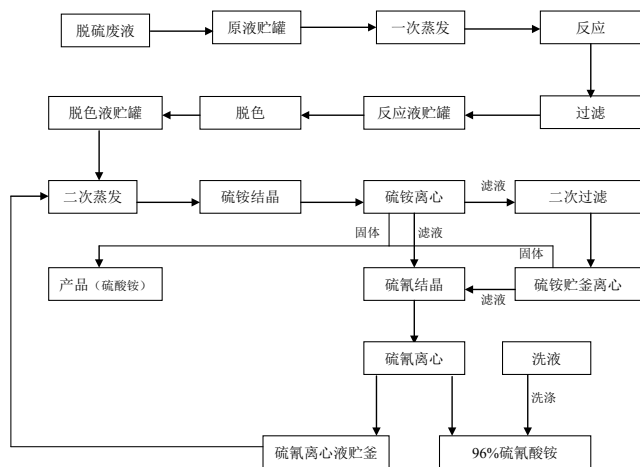 脱硫废液
原液贮罐
一次蒸发
反应
脱色液贮罐
脱色
反应液贮罐
过滤
二次蒸发
硫铵结晶
硫铵离心
滤液
二次过滤
固体
滤液
固体
产品（硫酸铵）
硫氰结晶
滤液
硫铵贮釜离心
硫氰离心
洗液
洗涤
硫氰离心液贮釜
96%硫氰酸铵